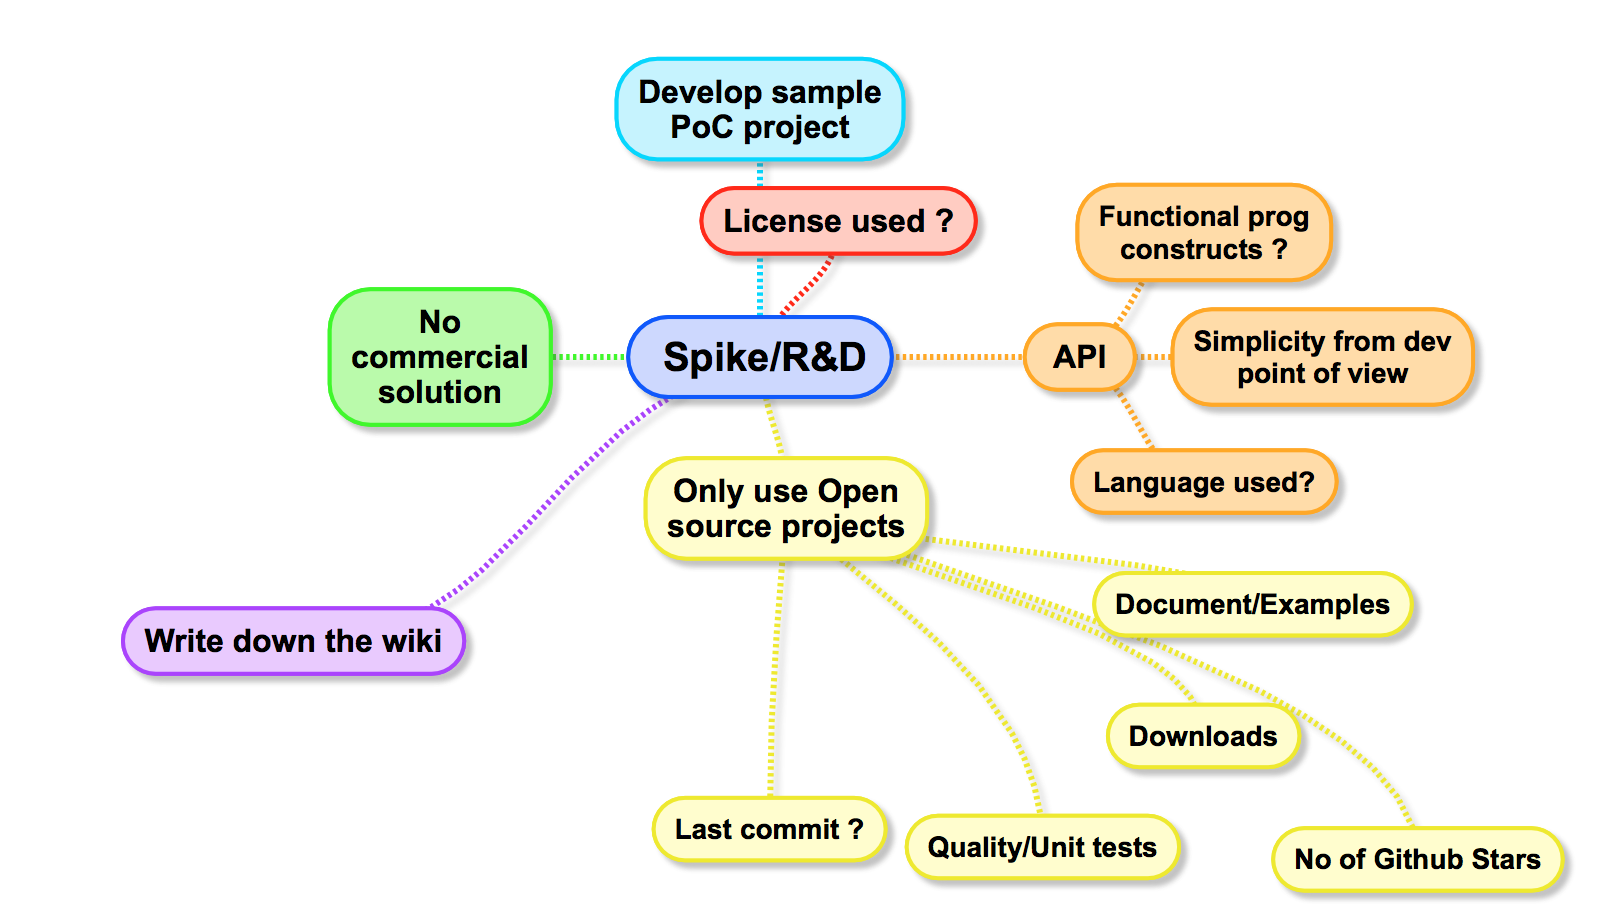 Develop sample
PoC project
License used ?
Functional prog
constructs ?
No
commercial
solution
Spike/R&D
API
Simplicity from dev
point of view
Language used?
Only use Open
source projects
Document/Examples
Write down the wiki
Downloads
Last commit ?
Quality/Unit tests
No of Github Stars